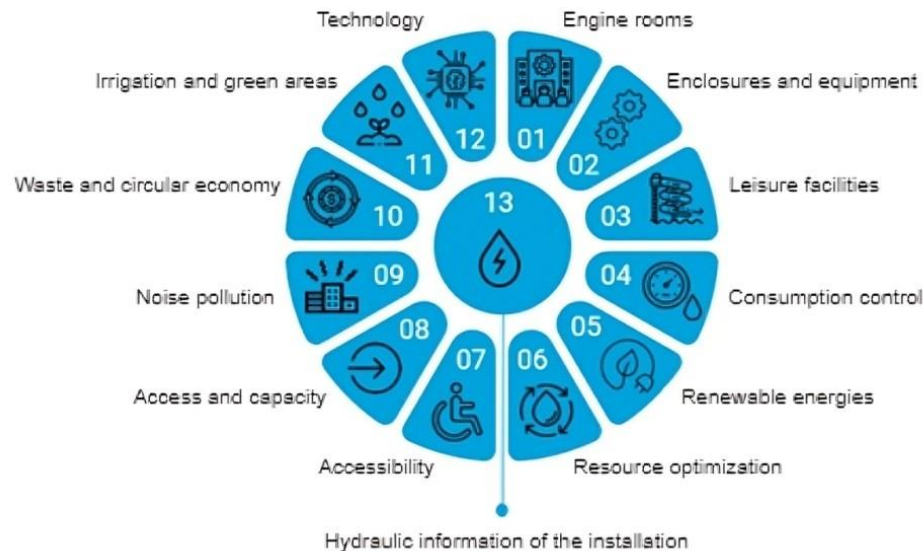 Technology
Engine rooms
Irrigation and green areas
Enclosures and equipment
12
01
11
02
Waste and circular economy
Leisure facilities
10
13
03
09
04
Noise pollution
Consumption control
08
05
07
06
Access and capacity
Renewable energies
Accessibility
Resource optimization
Hydraulic information of the installation